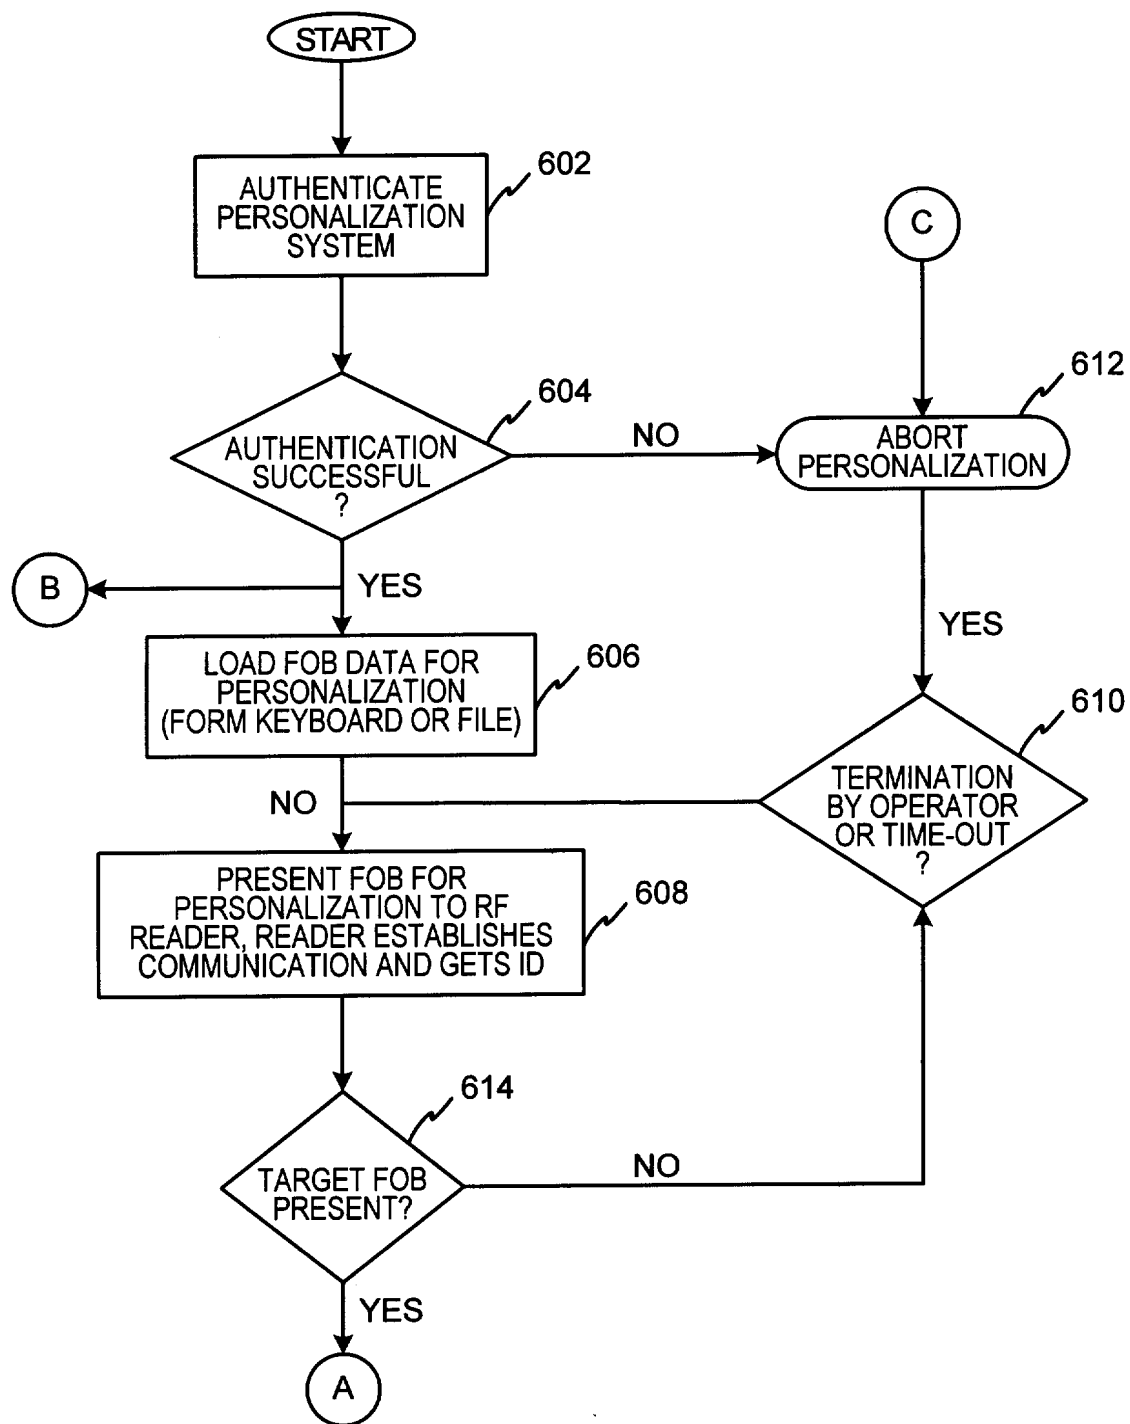 START
602
AUTHENTICATE
PERSONALIZATION
SYSTEM
C
604
612
AUTHENTICATION
SUCCESSFUL
?
NO
ABORT
PERSONALIZATION
B
YES
YES
606
LOAD FOB DATA FOR
PERSONALIZATION
(FORM KEYBOARD OR FILE)
610
TERMINATION
BY OPERATOR
OR TIME-OUT
?
NO
608
PRESENT FOB FOR
PERSONALIZATION TO RF
READER, READER ESTABLISHES
COMMUNICATION AND GETS ID
614
TARGET FOB
PRESENT?
NO
YES
A